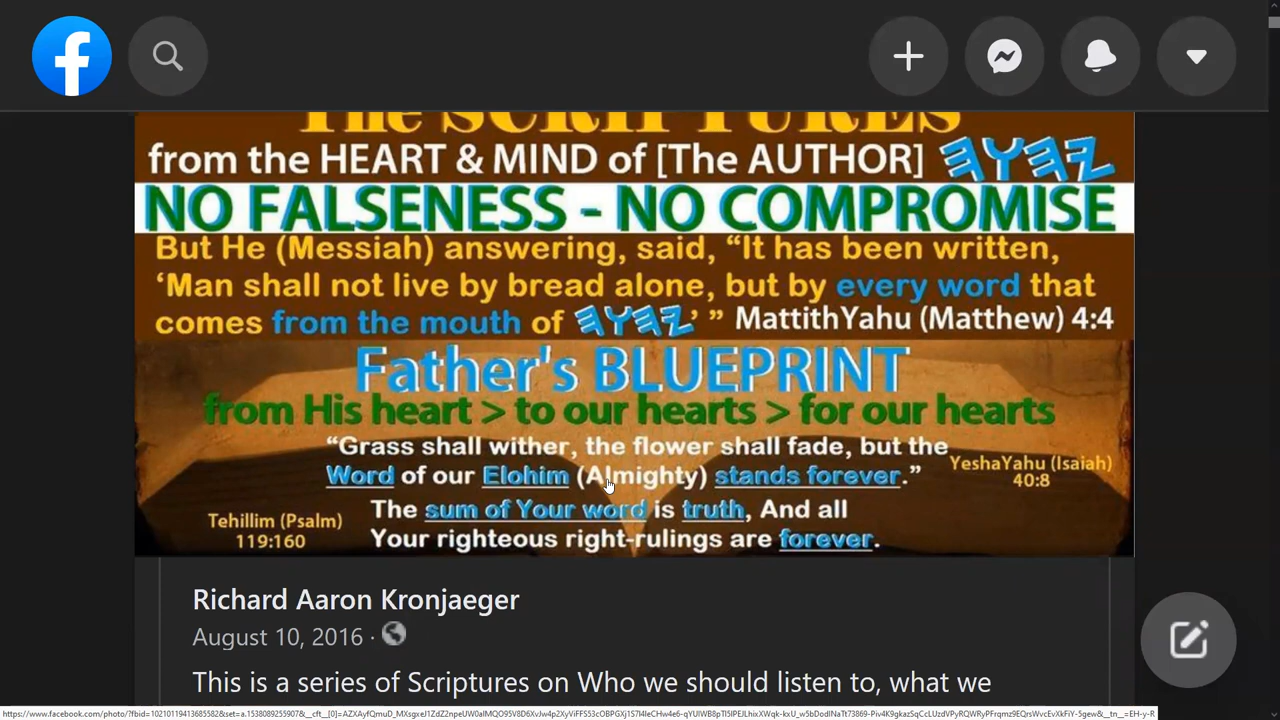 The SCRIPTURES
from the HEART & MIND of [The AUTHOR] 𐤉𐤄𐤅𐤄
NO FALSENESS - NO COMPROMISE
But He (Messiah) answering, said, “It has been written,
‘Man shall not live by bread alone, but by every word that
comes from the mouth of 𐤉𐤄𐤅𐤄’ ” MattithYahu (Matthew) 4:4
Father's BLUEPRINT
from His heart > to our hearts > for our hearts
“Grass shall wither, the flower shall fade, but the
Word of our Elohim (Almighty) stands forever.”
YeshaYahu (Isaiah)
40:8
The sum of Your word is truth, And all
Your righteous right-rulings are forever.
Tehillim (Psalm)
119:160
Richard Aaron Kronjaeger
August 10, 2016 ·
This is a series of Scriptures on Who we should listen to, what we